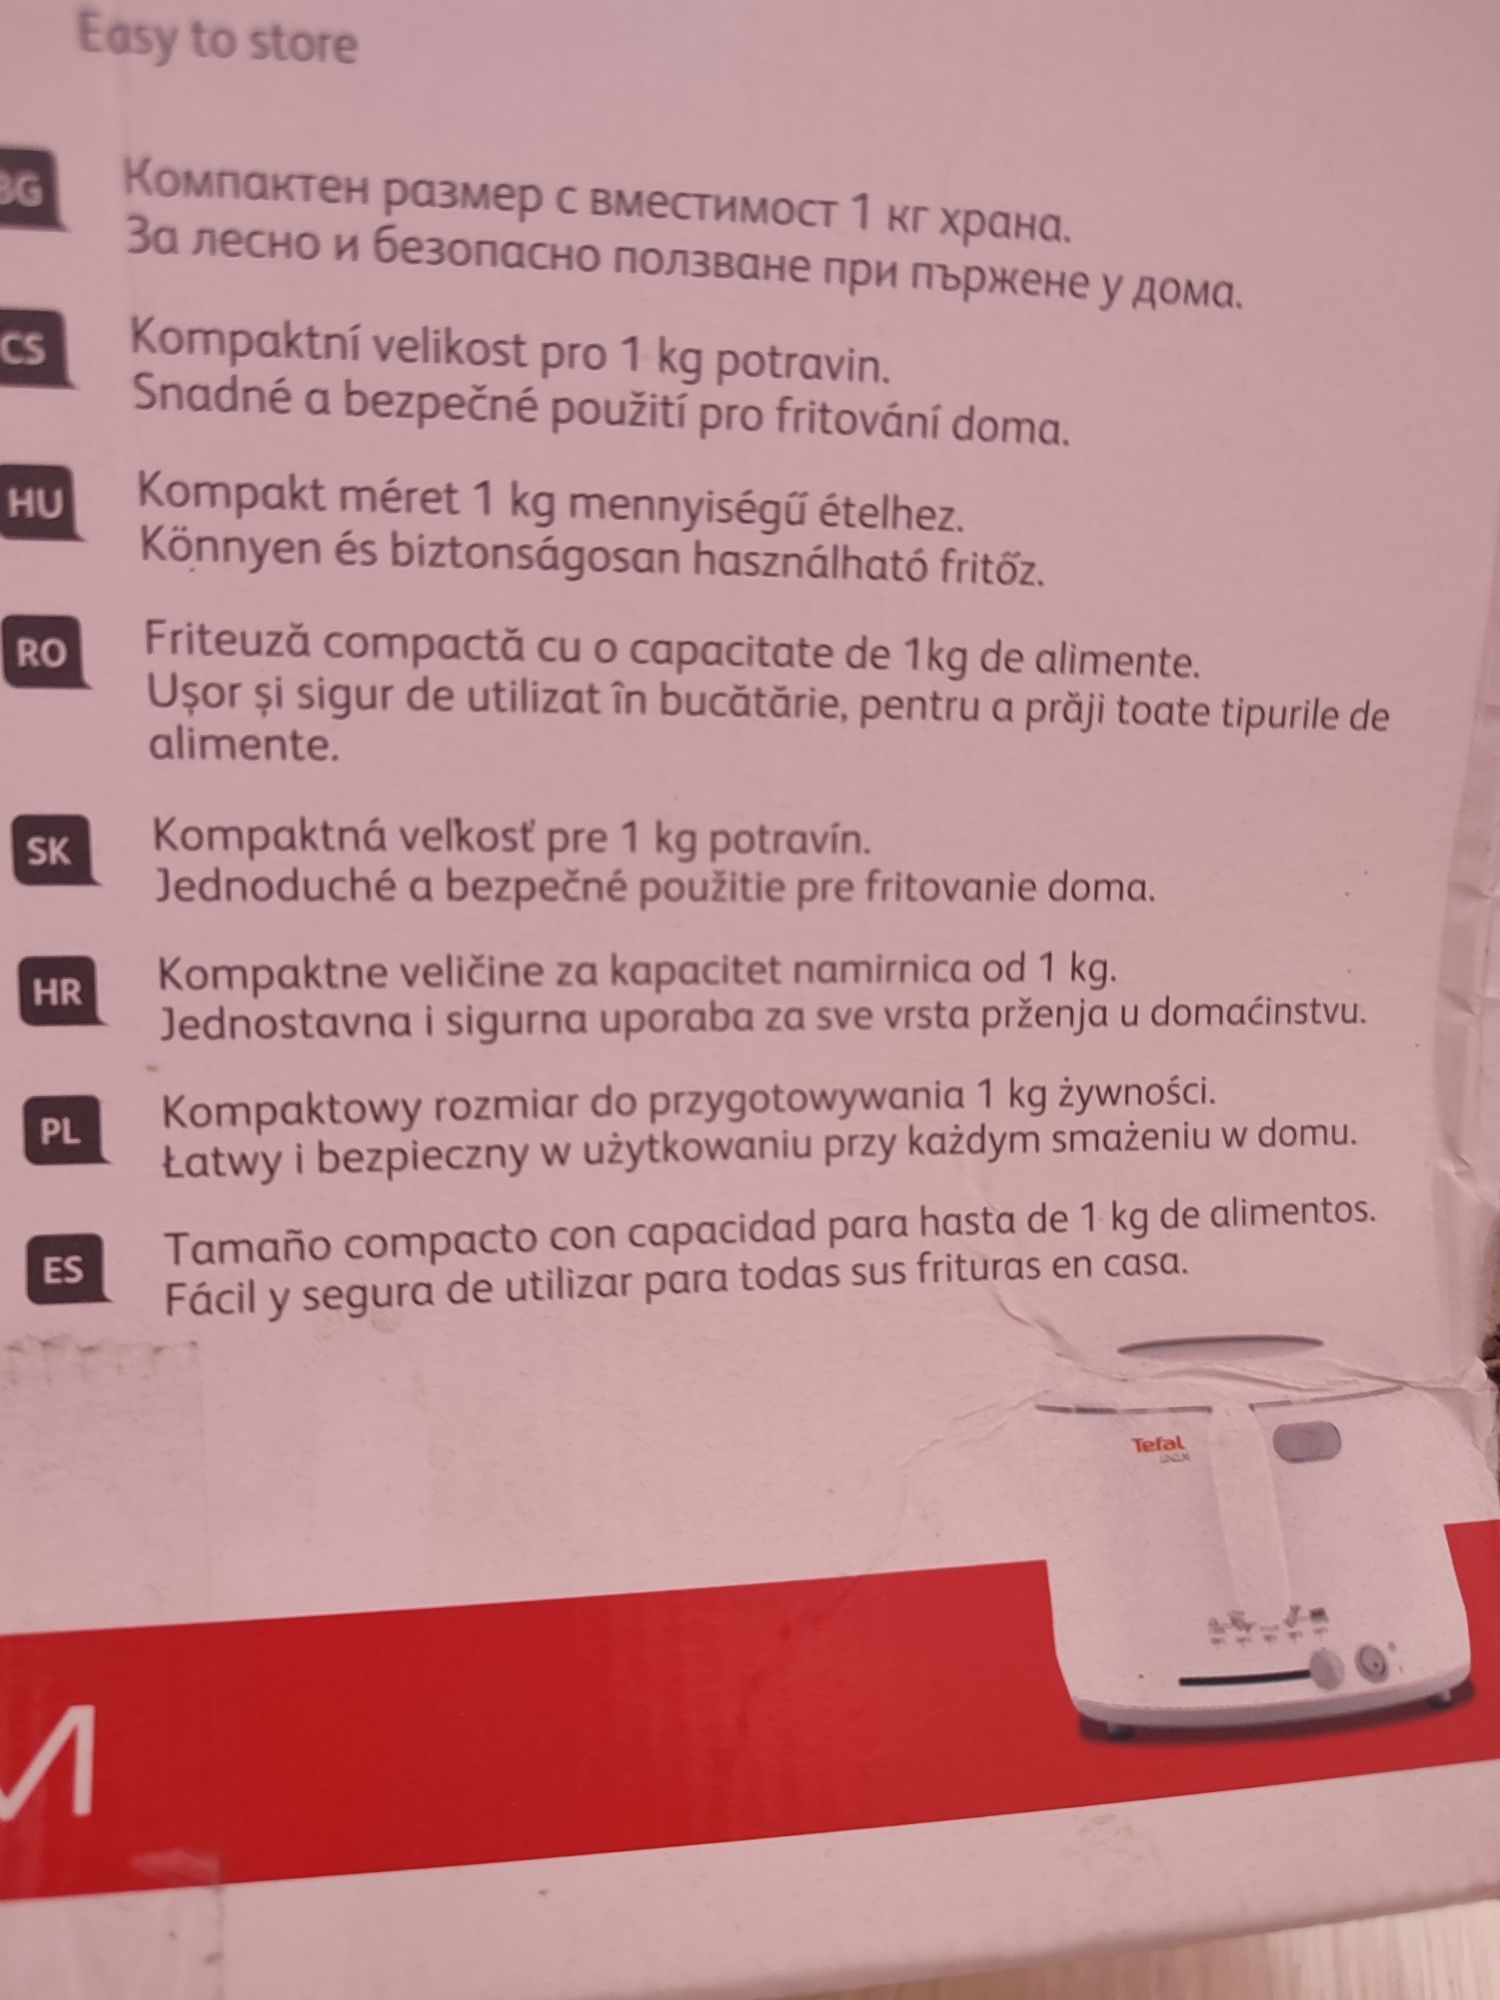 Easy to store
BG
Компактен размер с вместимост 1 кг храна.
За лесно и безопасно ползване при пържене у дома.
CS
Kompaktní velikost pro 1 kg potravin.
Snadné a bezpečné použití pro fritování doma.
HU
Kompakt méret 1 kg mennyiségű ételhez.
Könnyen és biztonságosan használható fritőz.
RO
Friteuză compactă cu o capacitate de 1kg de alimente.
Ușor și sigur de utilizat în bucătărie, pentru a prăji toate tipurile de
alimente.
SK
Kompaktná veľkosť pre 1 kg potravín.
Jednoduché a bezpečné použitie pre fritovanie doma.
HR
Kompaktne veličine za kapacitet namirnica od 1 kg.
Jednostavna i sigurna uporaba za sve vrsta prženja u domaćinstvu.
PL
Kompaktowy rozmiar do przygotowywania 1 kg żywności.
Łatwy i bezpieczny w użytkowaniu przy każdym smażeniu w domu.
ES
Tamaño compacto con capacidad para hasta de 1 kg de alimentos.
Fácil y segura de utilizar para todas sus frituras en casa.
Tefal